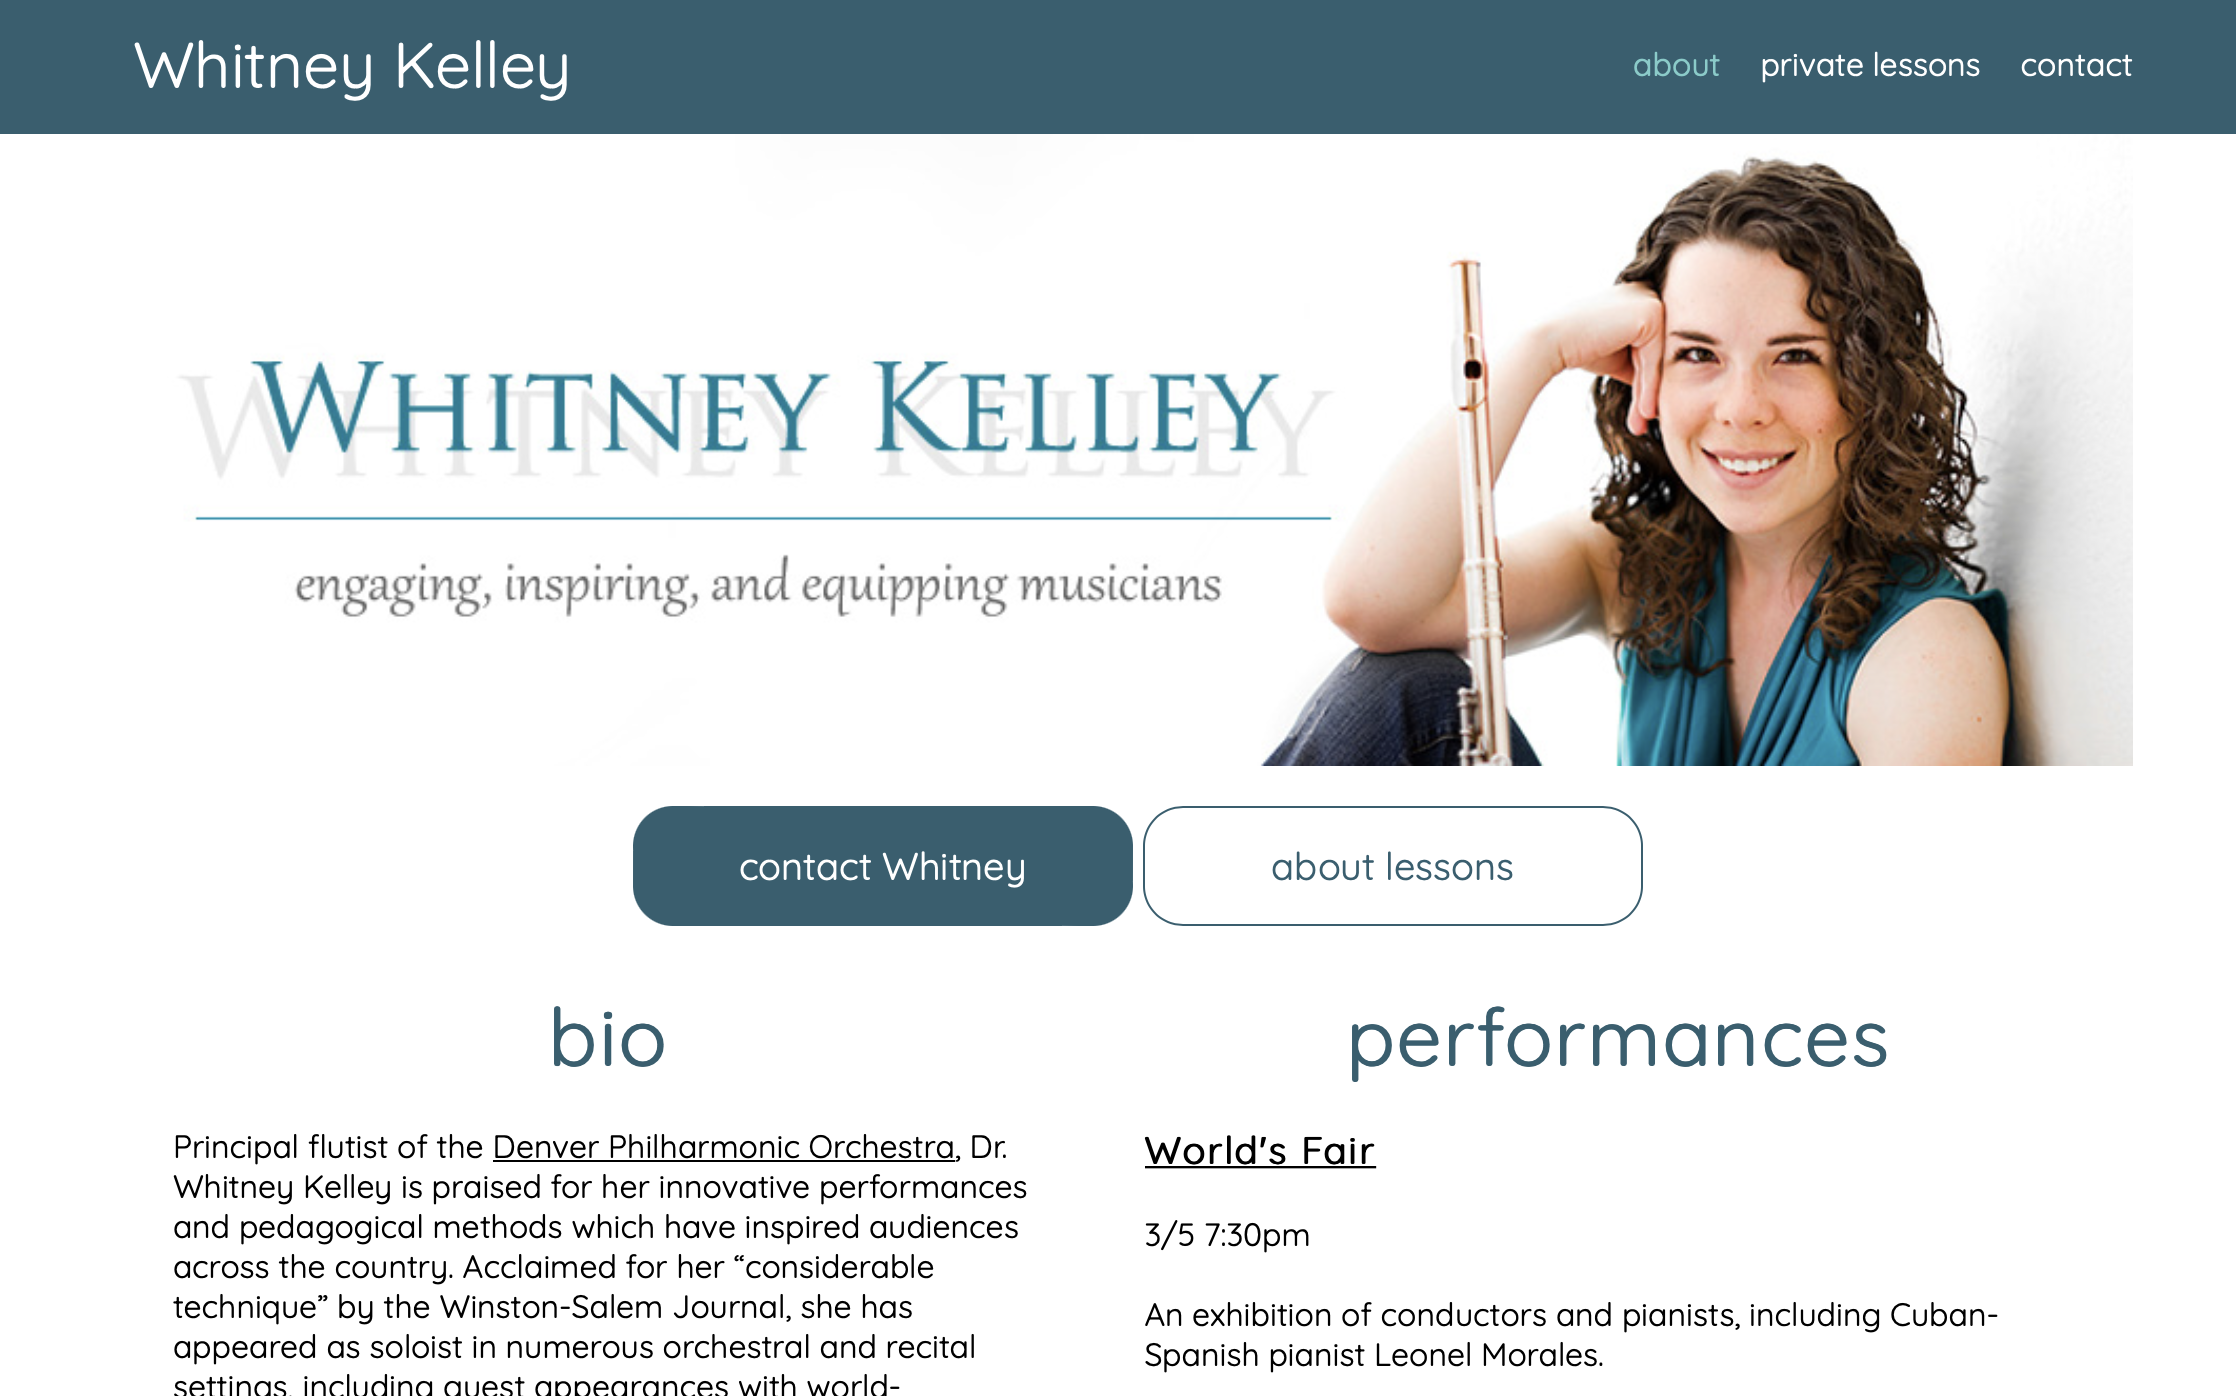 Whitney Kelley
about private lessons contact
WHITNEY KELLEY
engaging, inspiring, and equipping musicians
contact Whitney
about lessons
bio
Principal flutist of the Denver Philharmonic Orchestra, Dr.
Whitney Kelley is praised for her innovative performances
and pedagogical methods which have inspired audiences
across the country. Acclaimed for her “considerable
technique” by the Winston-Salem Journal, she has
appeared as soloist in numerous orchestral and recital
settings, including guest appearances with world-
performances
World's Fair
3/5 7:30pm
An exhibition of conductors and pianists, including Cuban-
Spanish pianist Leonel Morales.